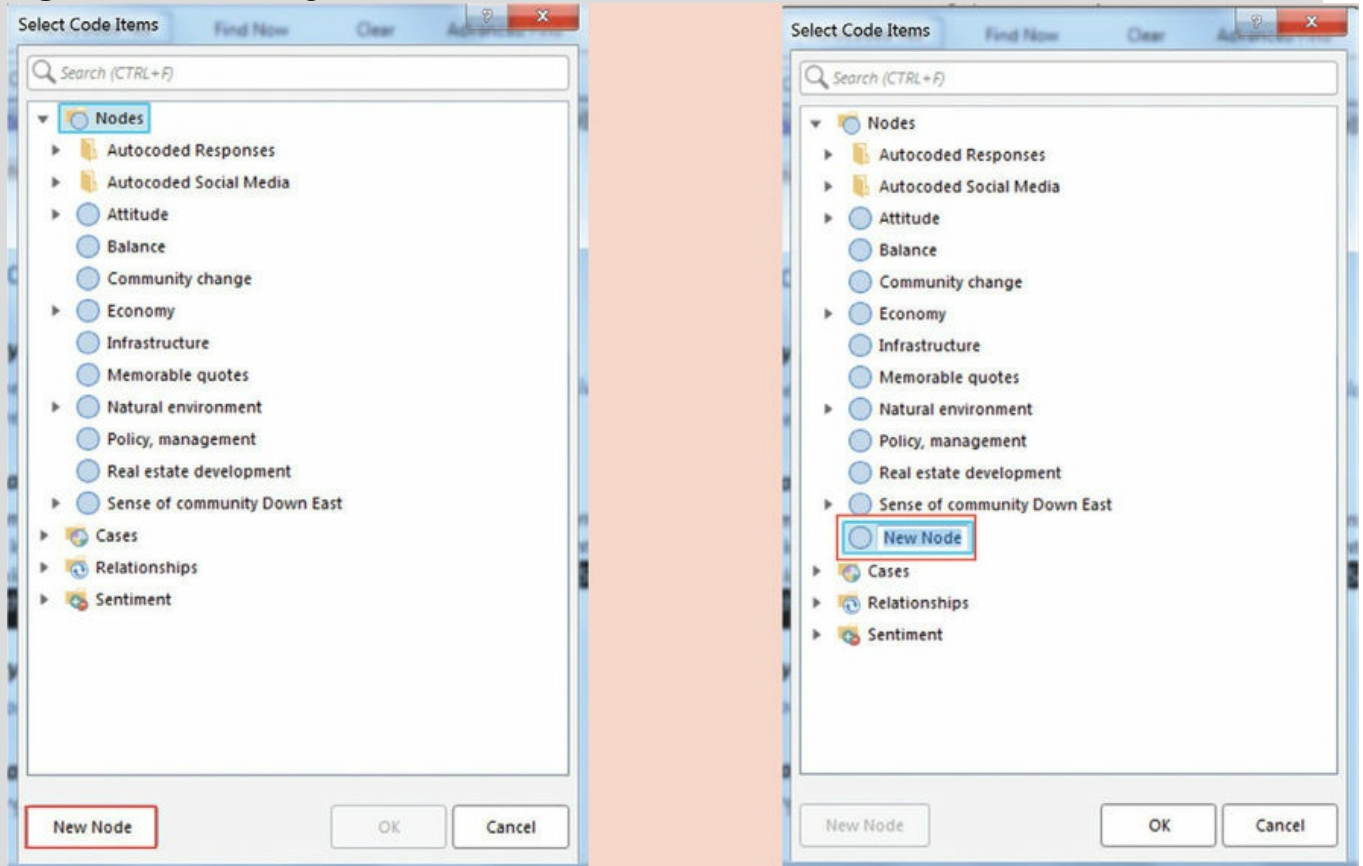 Select Code Items
Find Now Clear
Search (CTRL+F)
Nodes
Autocoded Responses
Autocoded Social Media
Attitude
Balance
Community change
Economy
Infrastructure
Memorable quotes
Natural environment
Policy, management
Real estate development
Sense of community Down East
Cases
Relationships
Sentiment
New Node OK Cancel
Select Code Items
Find Now Clear
Search (CTRL+F)
Nodes
Autocoded Responses
Autocoded Social Media
Attitude
Balance
Community change
Economy
Infrastructure
Memorable quotes
Natural environment
Policy, management
Real estate development
Sense of community Down East
New Node
Cases
Relationships
Sentiment
New Node OK Cancel